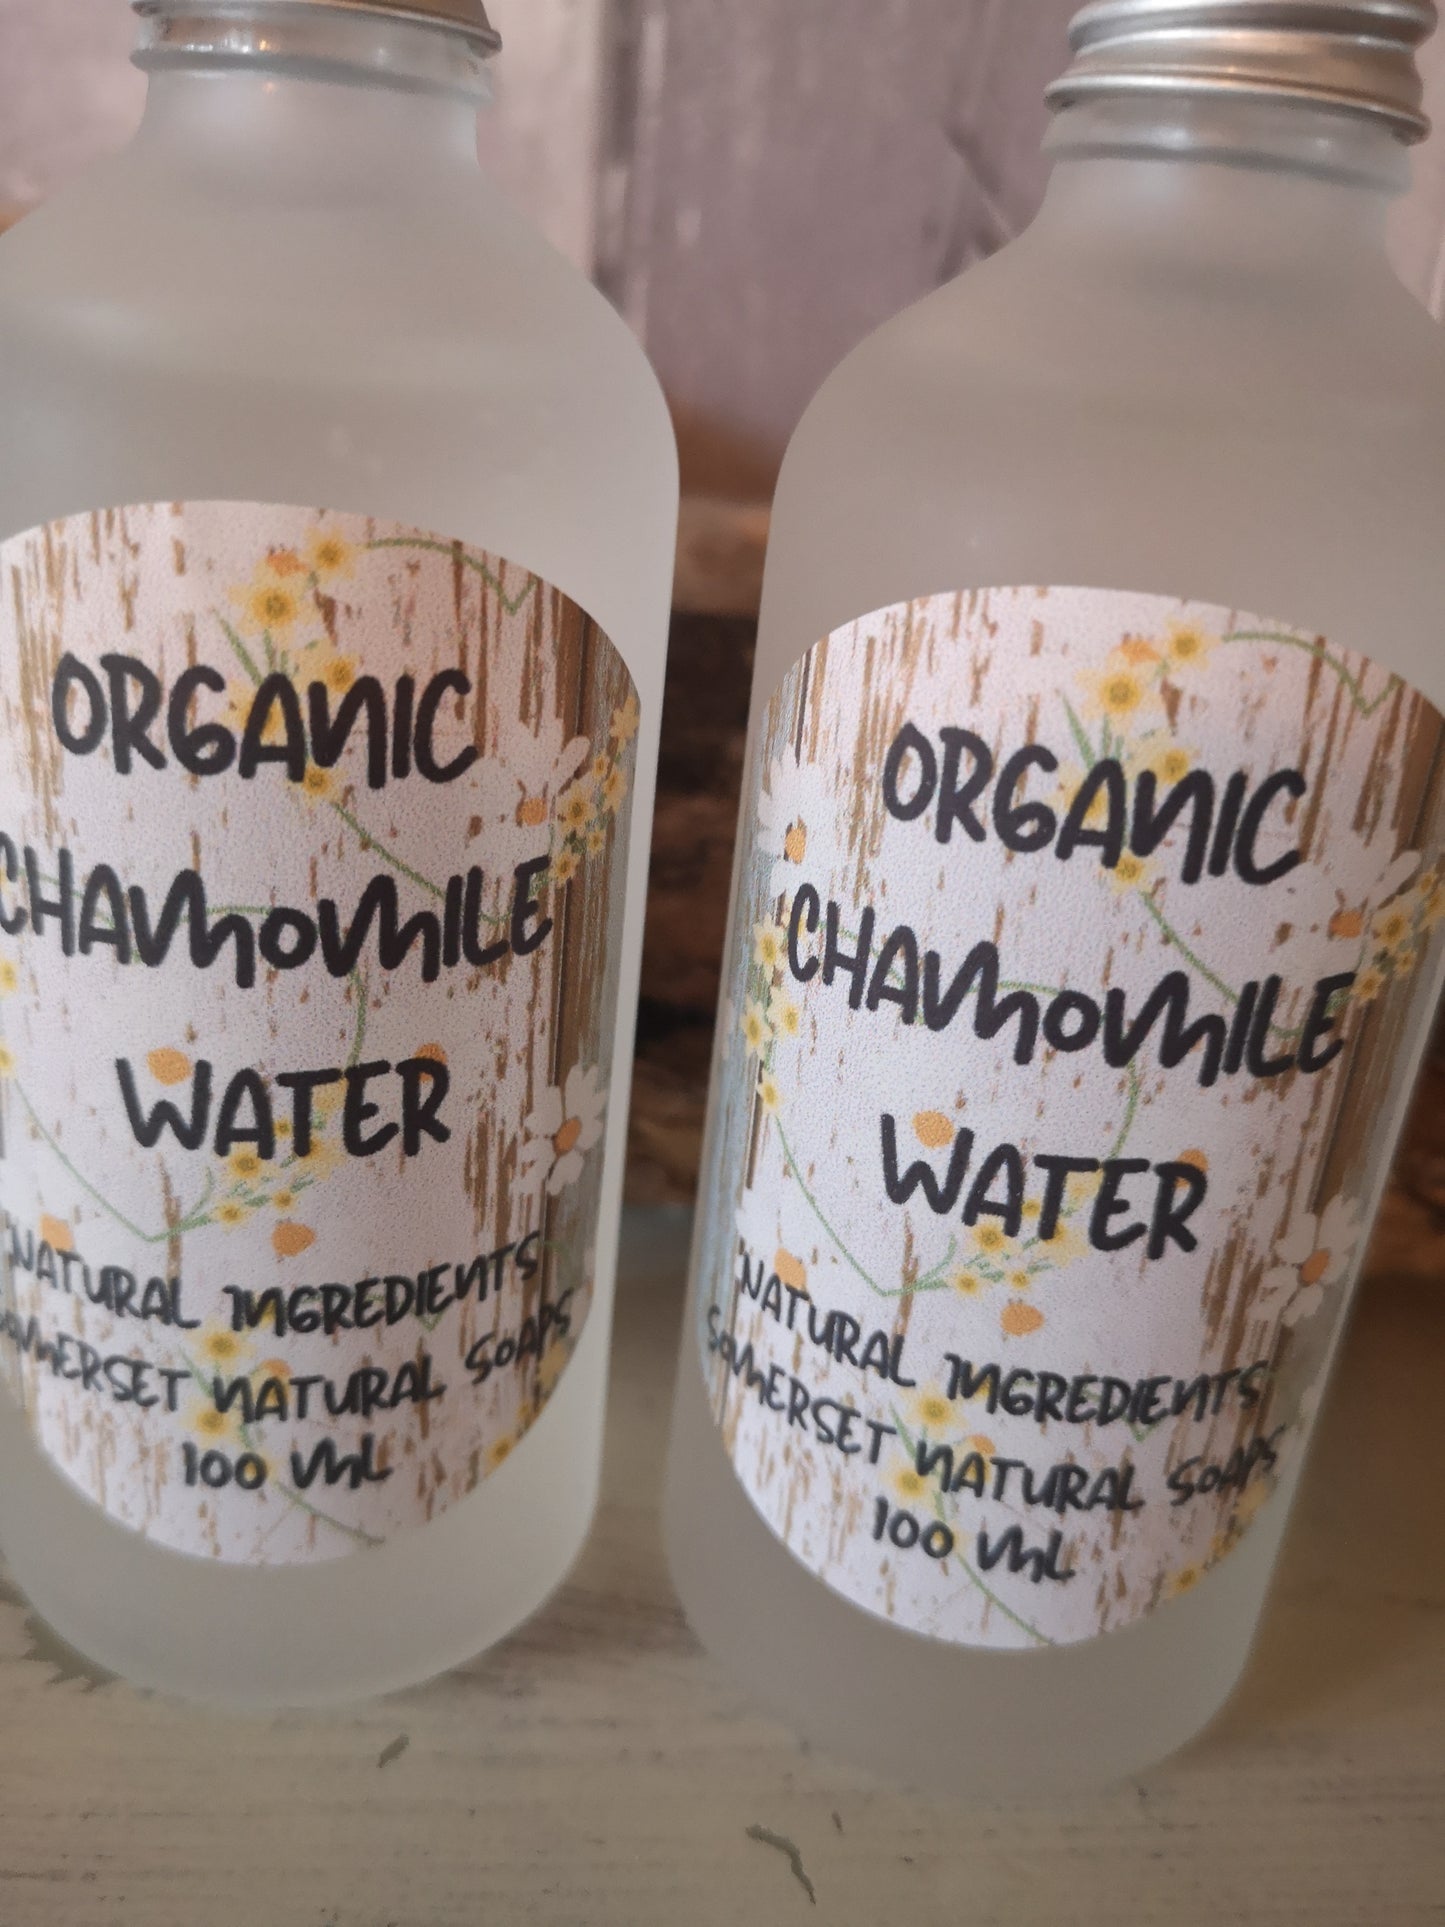 ORGANIC
CHAMOMILE
WATER
NATURAL INGREDIENTS
SOMERSET NATURAL SOAPS
100 ML
ORGANIC
CHAMOMILE
WATER
NATURAL INGREDIENTS
SOMERSET NATURAL SOAPS
100 ML